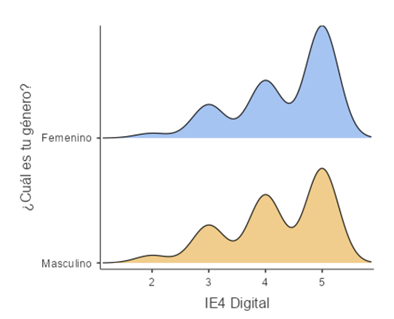 ¿Cuál es tu género?
Femenino
Masculino
2 3 4 5
IE4 Digital